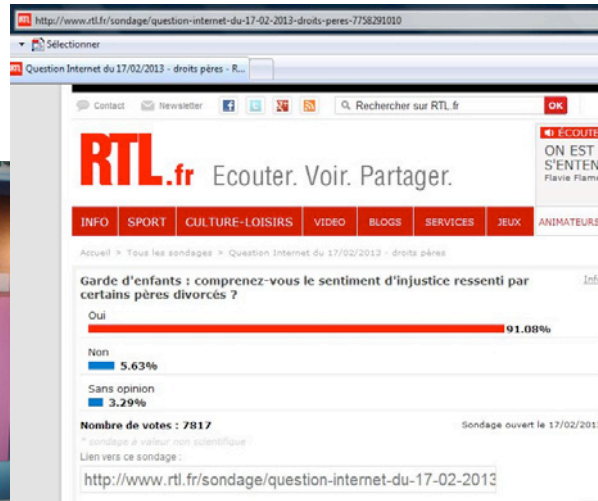 http://www.rtl.fr/sondage/question-internet-du-17-02-2013-droits-peres-7758291010
Sélectionner
Question Internet du 17/02/2013 - droits pères - R...
Contact Newsletter Rechercher sur RTL.fr OK
ÉCOUTE
ON EST
S'ENTEN
Flavie Flam
RTL.fr Ecouter. Voir. Partager.
INFO SPORT CULTURE-LOISIRS VIDEO BLOGS SERVICES JEUX ANIMATEURS
Accueil > Tous les sondages > Question Internet du 17/02/2013 - droits pères
Garde d'enfants : comprenez-vous le sentiment d'injustice ressenti par Inf
certains pères divorcés ?
Oui
91.08%
Non
5.63%
Sans opinion
3.29%
Nombre de votes : 7817 Sondage ouvert le 17/02/2013
* sondage à valeur non scientifique
Lien vers ce sondage :
http://www.rtl.fr/sondage/question-internet-du-17-02-2013